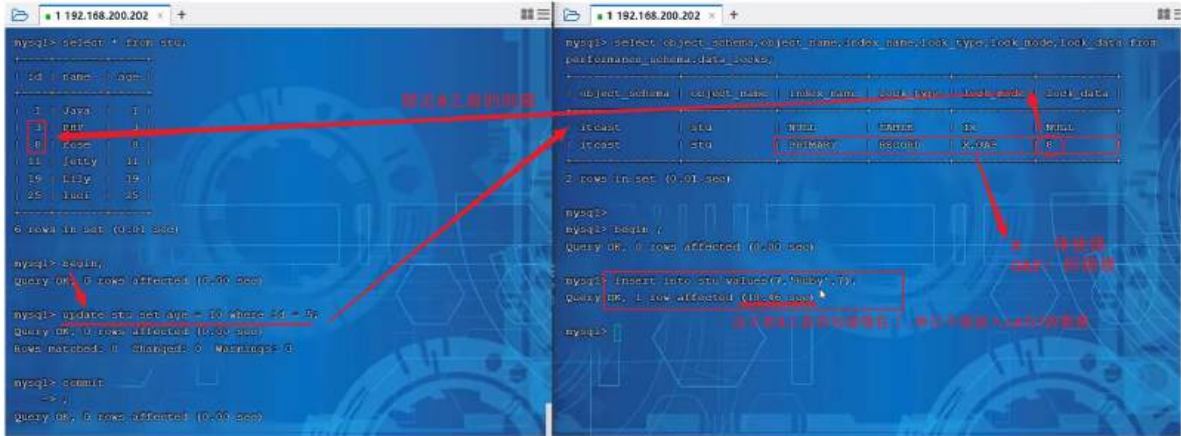 1 192.168.200.202 × +
mysql> select * from stu;
| id | name | age |
| 1 | Java | 1 |
| 3 | PHP | 3 |
| 8 | Rose | 8 |
| 11 | jetty | 11 |
| 19 | Lily | 19 |
| 25 | luci | 25 |
6 rows in set (0.01 sec)
mysql> begin;
Query OK, 0 rows affected (0.00 sec)
mysql> update stu set age = 10 where id = 5;
Query OK, 0 rows affected (0.00 sec)
Rows matched: 0 Changed: 0 Warnings: 0
mysql> commit
-> ;
Query OK, 0 rows affected (0.00 sec)
1 192.168.200.202 × +
mysql> select object_schema,object_name,index_name,lock_type,lock_mode,lock_data from
performance_schema.data_locks;
| object_schema | object_name | index_name | lock_type | lock_mode | lock_data |
| itcast | stu | NULL | TABLE | IX | NULL |
| itcast | stu | PRIMARY | RECORD | X,GAP | 8 |
2 rows in set (0.01 sec)
mysql>
mysql> begin ;
Query OK, 0 rows affected (0.00 sec)
X
GAP: 间隙锁
mysql> insert into stu values(7,'Ruby',7);
Query OK, 1 row affected (18.46 sec)
mysql>